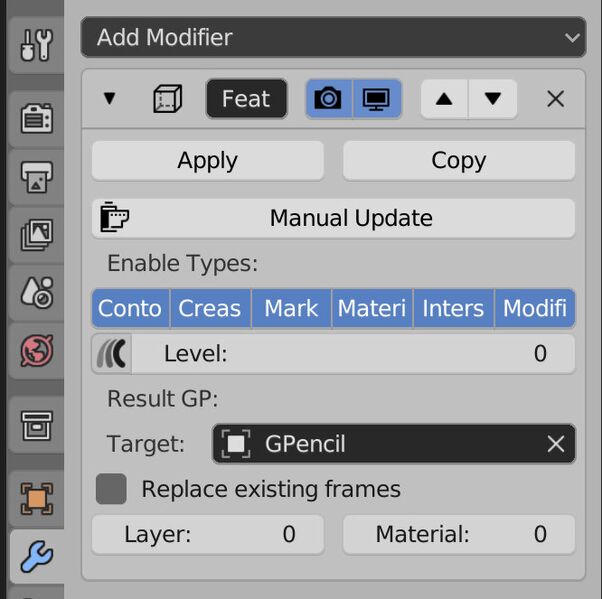 Add Modifier
Feat
Apply Copy
Manual Update
Enable Types:
Conto Creas Mark Materi Inters Modifi
Level: 0
Result GP:
Target: GPencil
Replace existing frames
Layer: 0 Material: 0